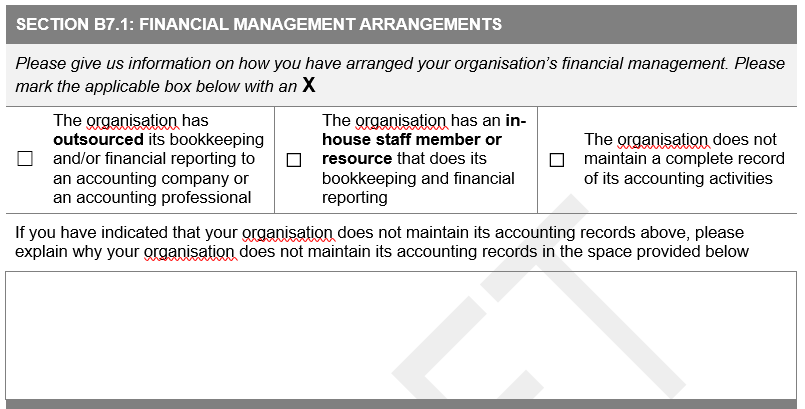 SECTION B7.1: FINANCIAL MANAGEMENT ARRANGEMENTS
Please give us information on how you have arranged your organisation's financial management. Please
mark the applicable box below with an X
The organisation has
outsourced its bookkeeping
and/or financial reporting to
an accounting company or
an accounting professional
The organisation has an in-
house staff member or
resource that does its
bookkeeping and financial
reporting
The organisation does not
maintain a complete record
of its accounting activities
If you have indicated that your organisation does not maintain its accounting records above, please
explain why your organisation does not maintain its accounting records in the space provided below
FT